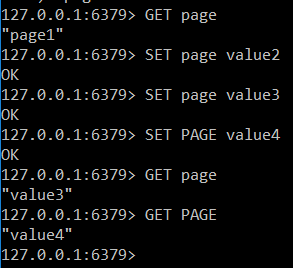 127.0.0.1:6379> GET page
"page1"
127.0.0.1:6379> SET page value2
OK
127.0.0.1:6379> SET page value3
OK
127.0.0.1:6379> SET PAGE value4
OK
127.0.0.1:6379> GET page
"value3"
127.0.0.1:6379> GET PAGE
"value4"
127.0.0.1:6379>